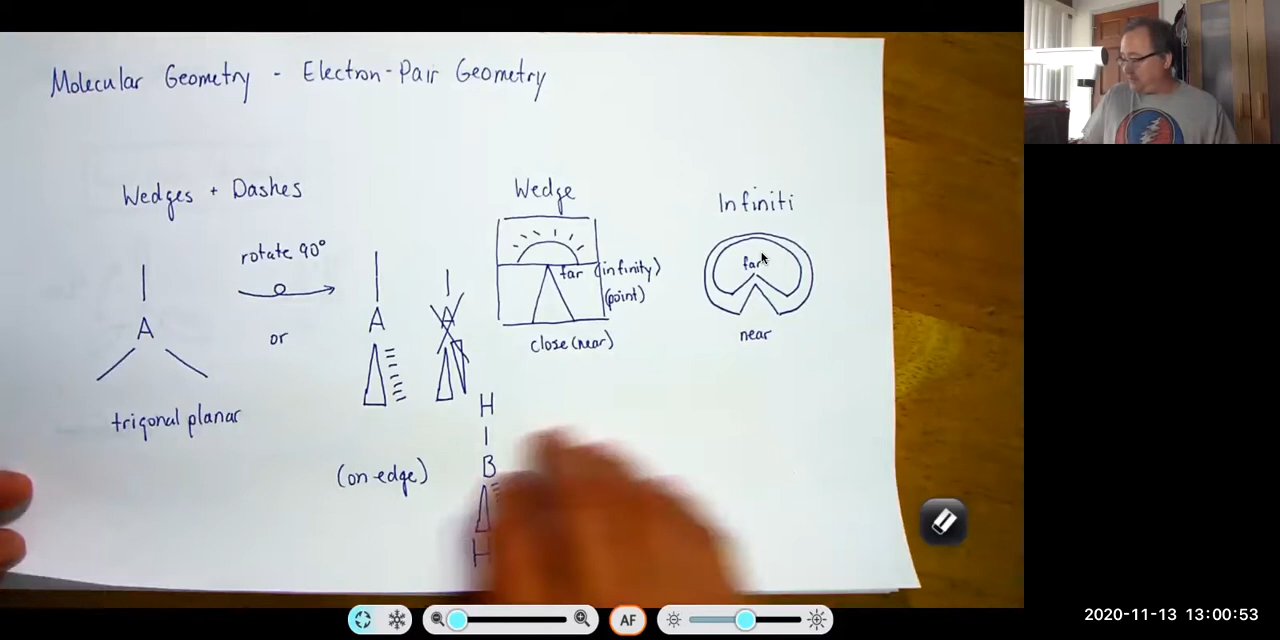 Molecular Geometry - Electron-Pair Geometry
Wedges + Dashes
rotate 90°
or
A
trigonal planar
A
A
(on edge)
H
B
H
Wedge
far (infinity)
(point)
close (near)
Infiniti
far
near
AF
2020-11-13 13:00:53